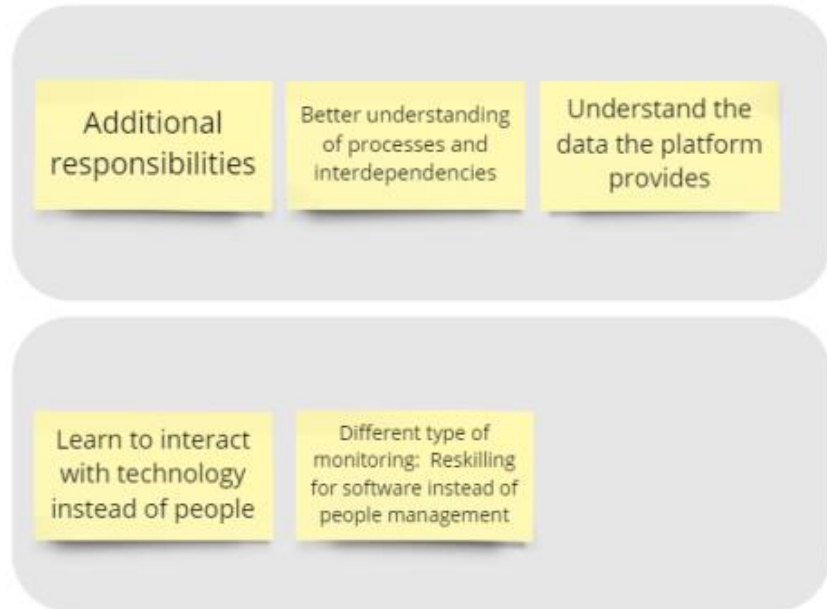 Additional
responsibilities
Better understanding
of processes and
interdependencies
Understand the
data the platform
provides
Learn to interact
with technology
instead of people
Different type of
monitoring: Reskilling
for software instead of
people management